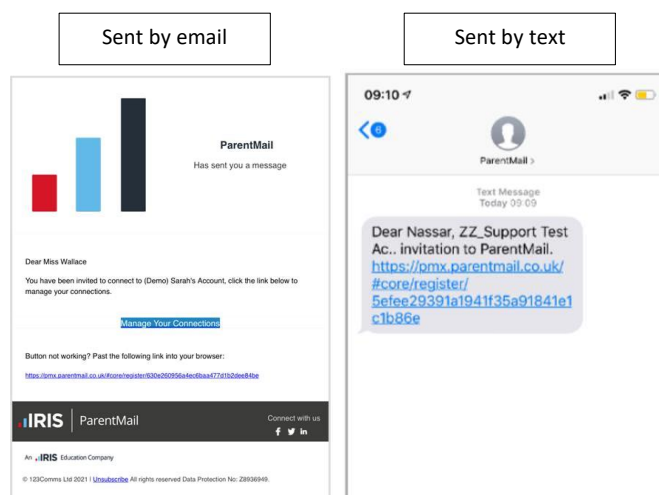 Sent by email
ParentMail
Has sent you a message
Dear Miss Wallace
You have been invited to connect to (Demo) Sarah's Account, click the link below to
manage your connections.
Manage Your Connections
Button not working? Past the following link into your browser:
https://pmx.parentmail.co.uk/#core/register/630e260956a4ec6baa477d1b2dee84be
IRIS ParentMail
Connect with us
An IRIS Education Company
© 123Comms Ltd 2021 | Unsubscribe All rights reserved Data Protection No: Z8936949.
Sent by text
09:10
6
ParentMail >
Text Message
Today 09:09
Dear Nassar, ZZ_Support Test
Ac.. invitation to ParentMail.
https://pmx.parentmail.co.uk/
#core/register/
5efee29391a1941f35a91841e1
c1b86e